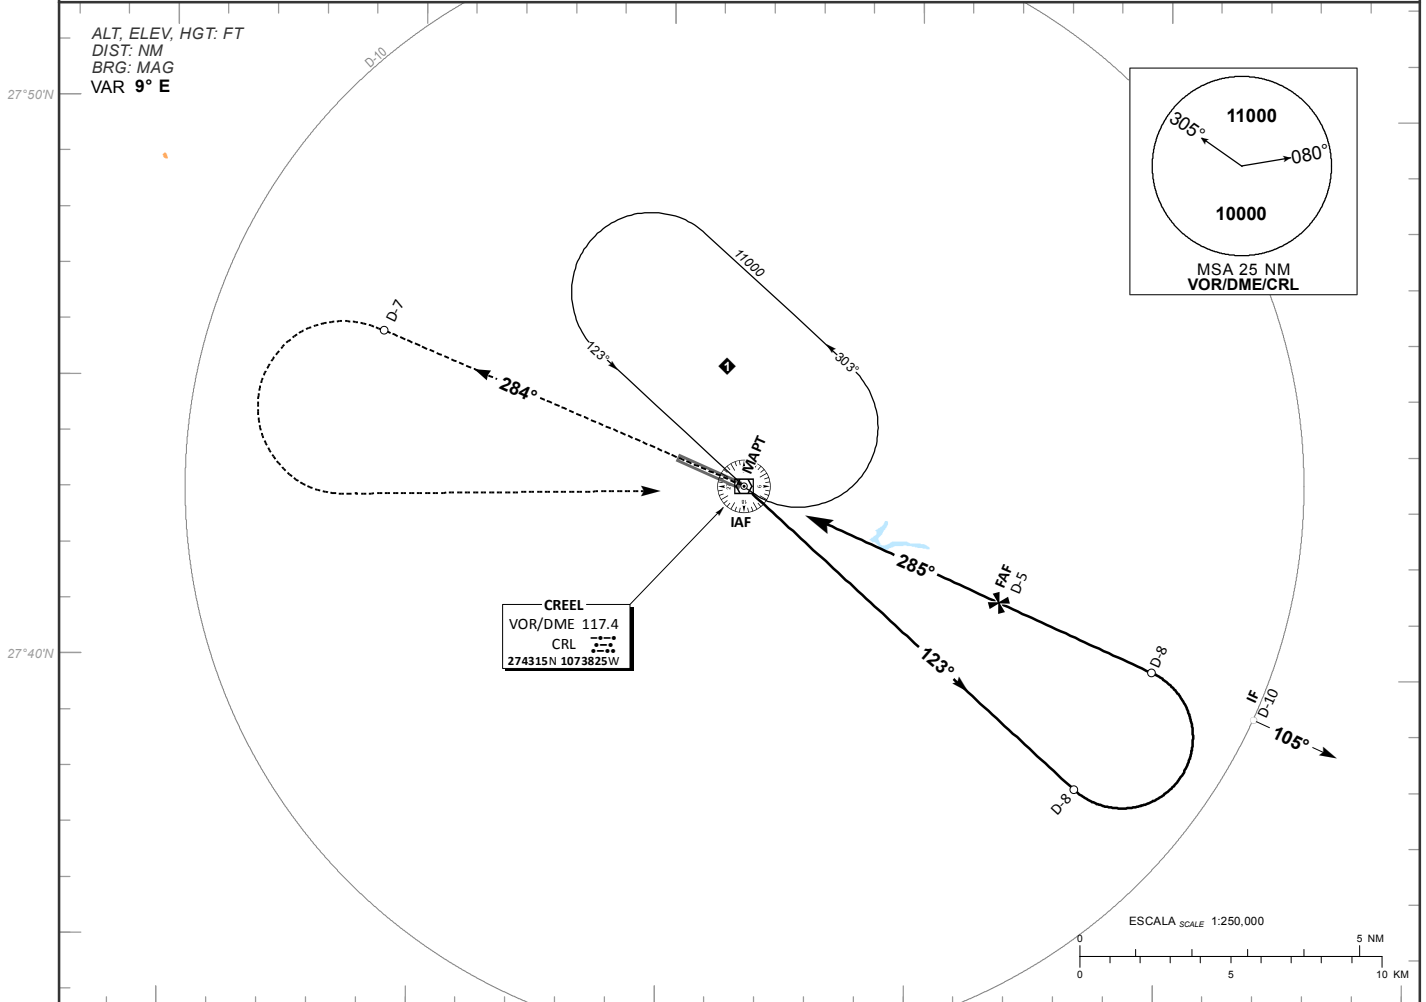 ALT, ELEV, HGT: FT
DIST: NM
BRG: MAG
VAR 9° E
D-10
27°50'N
11000
305°
080°
10000
MSA 25 NM
VOR/DME/CRL
11000
D-7
123°
303°
1
284°
MAPT
IAF
285°
FAF
D-5
CREEL
VOR/DME 117.4
CRL
274315N 1073825W
27°40'N
123°
D-8
IF
D-10
105°
D-8
ESCALA SCALE 1:250,000
0 5 NM
0 5 10 KM